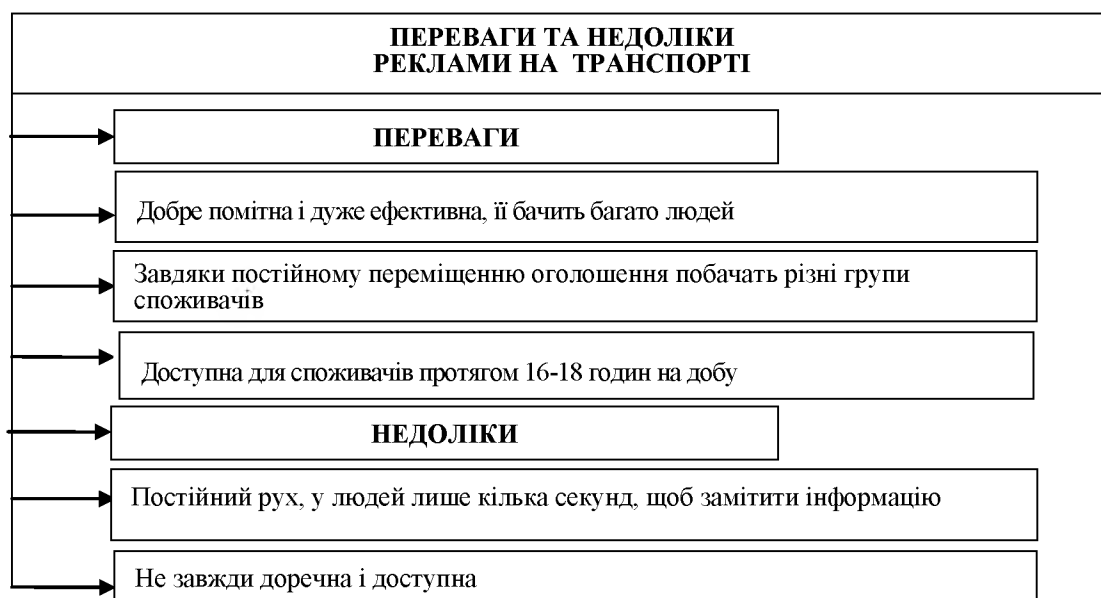 ПЕРЕВАГИ ТА НЕДОЛІКИ
РЕКЛАМИ НА ТРАНСПОРТІ
ПЕРЕВАГИ
Добре помітна і дуже ефективна, її бачить багато людей
Завдяки постійному переміщенню оголошення побачать різні групи
споживачів
Доступна для споживачів протягом 16-18 годин на добу
НЕДОЛІКИ
Постійний рух, у людей лише кілька секунд, щоб замітити інформацію
Не завжди доречна і доступна